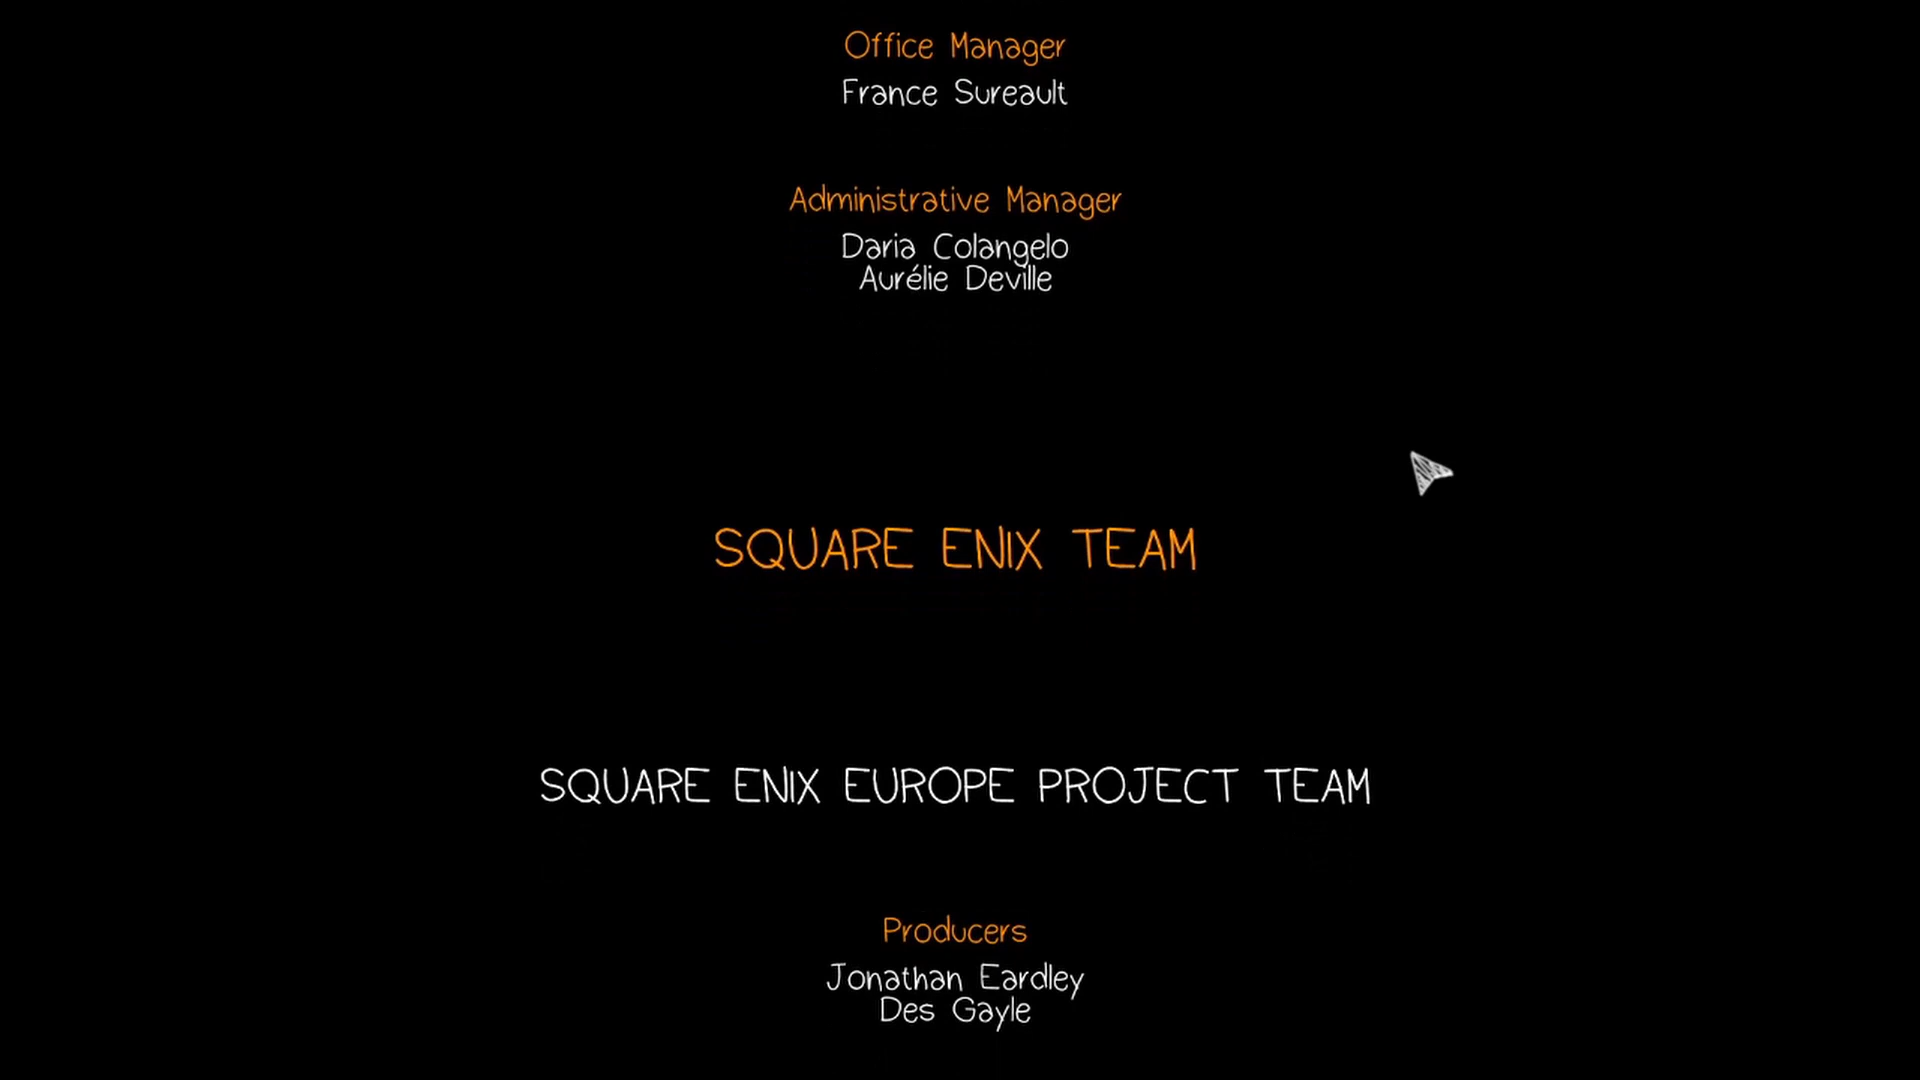 Office Manager
France Sureault
Administrative Manager
Daria Colangelo
Aurélie Deville
SQUARE ENIX TEAM
SQUARE ENIX EUROPE PROJECT TEAM
Producers
Jonathan Eardley
Des Gayle